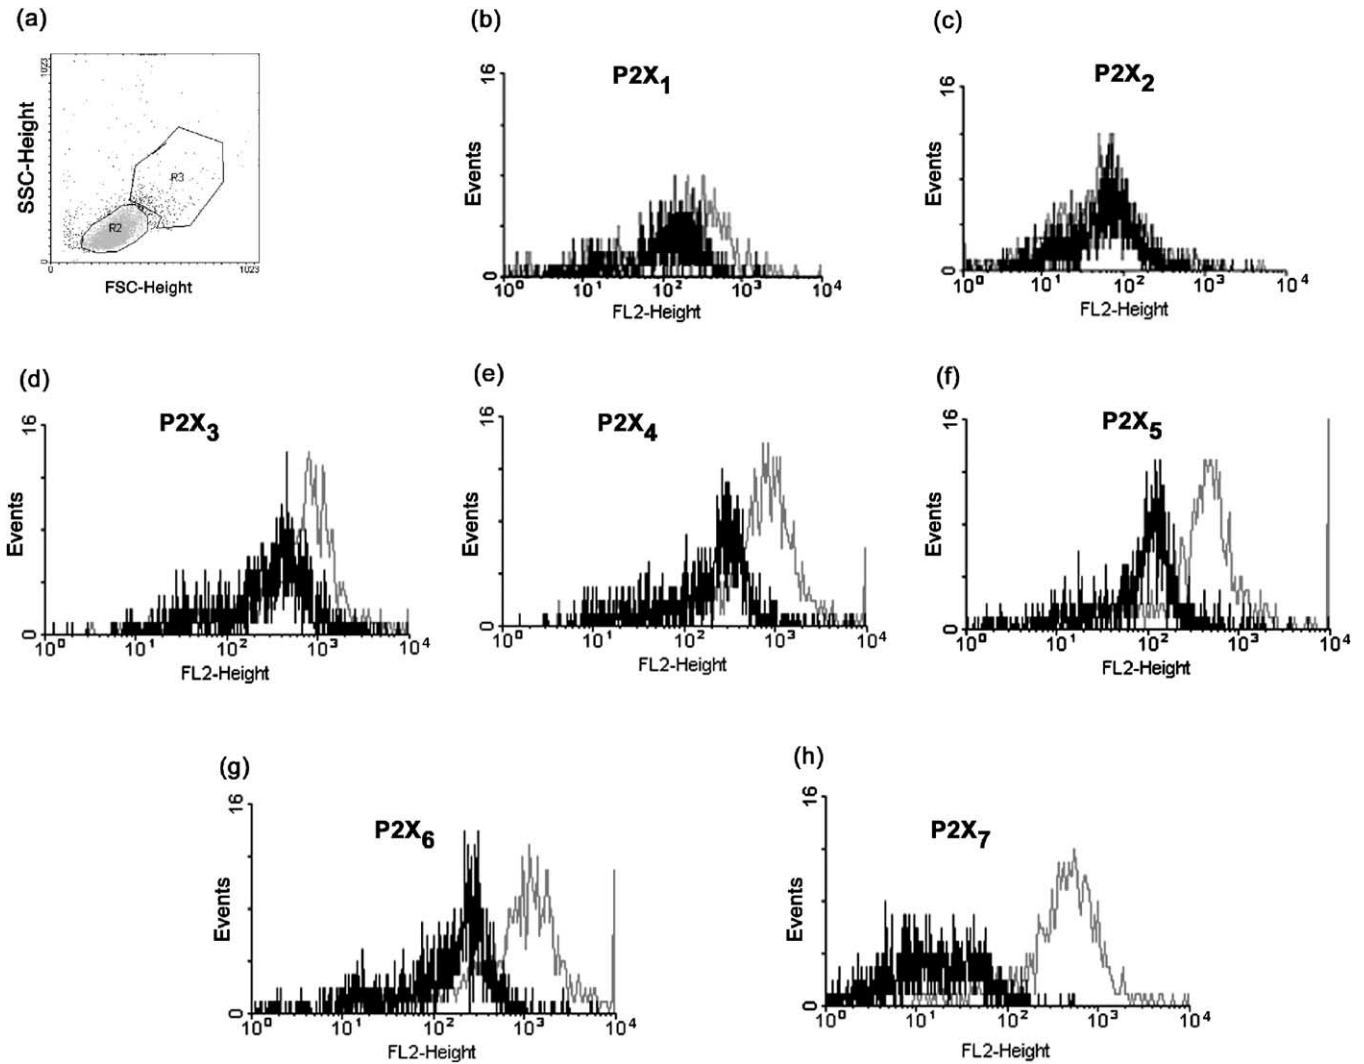 (a)
1023
SSC-Height
R3
R2
0
0
1023
FSC-Height
(b)
P2X1
16
Events
0
10^0 10^1 10^2 10^3 10^4
FL2-Height
(c)
P2X2
16
Events
0
10^0 10^1 10^2 10^3 10^4
FL2-Height
(d)
P2X3
16
Events
0
10^0 10^1 10^2 10^3 10^4
FL2-Height
(e)
P2X4
16
Events
0
10^0 10^1 10^2 10^3 10^4
FL2-Height
(f)
P2X5
16
Events
0
10^0 10^1 10^2 10^3 10^4
FL2-Height
(g)
P2X6
16
Events
0
10^0 10^1 10^2 10^3 10^4
FL2-Height
(h)
P2X7
16
Events
0
10^0 10^1 10^2 10^3 10^4
FL2-Height